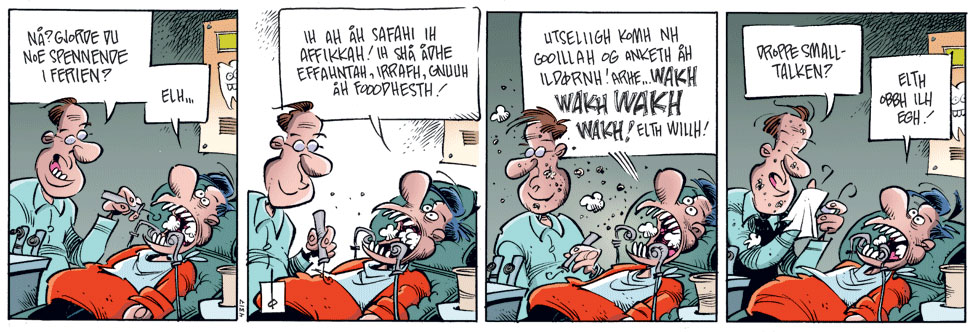 NÅ? GJORDE DU
NOE SPENNENDE
I FERIEN?
ELH...
IH AH ÅH SAFAHI IH
AFFIKKAH! IH SHÅ ÅDHE
EFFAHNTAH, IRRAFH, GNUUH
ÅH FOOODHESTH!
UTSELIIGH KOMH NH
GOOILLAH OG ANKETH ÅH
ILDØRNH! ARHE... WAKH
WAKH WAKH
WAKH! ELTH WILLH!
DROPPE SMALL-
TALKEN?
ELTH
OBBH ILH
EGH!
4317